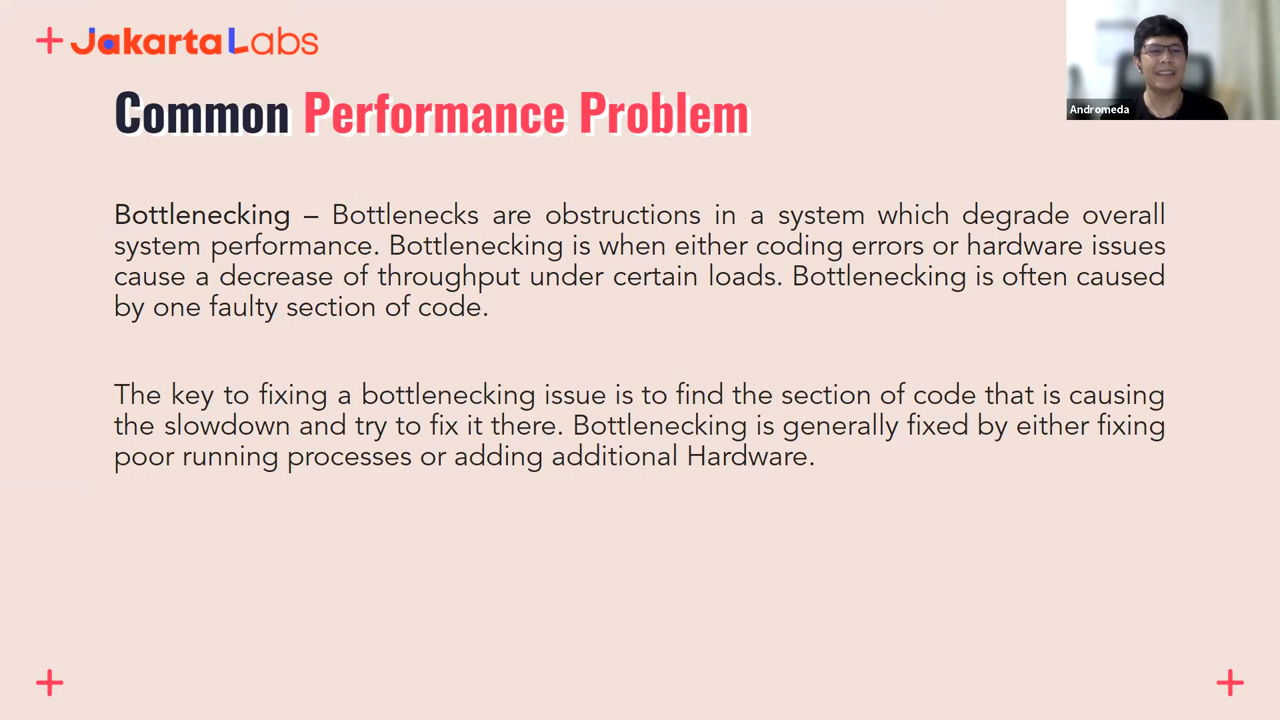 JakartaLabs
Andromeda
Common Performance Problem
Bottlenecking – Bottlenecks are obstructions in a system which degrade overall
system performance. Bottlenecking is when either coding errors or hardware issues
cause a decrease of throughput under certain loads. Bottlenecking is often caused
by one faulty section of code.
The key to fixing a bottlenecking issue is to find the section of code that is causing
the slowdown and try to fix it there. Bottlenecking is generally fixed by either fixing
poor running processes or adding additional Hardware.